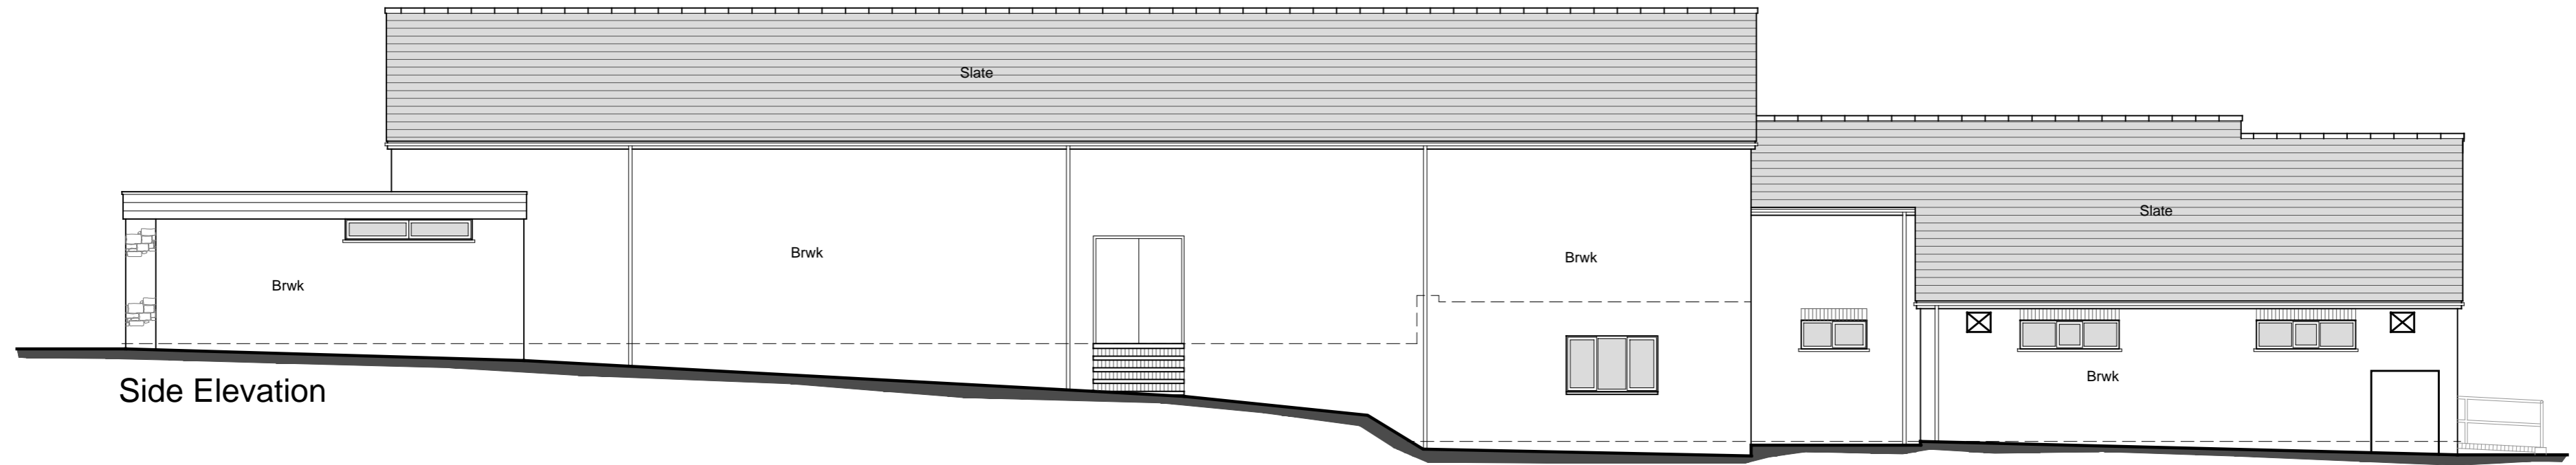 Slate
Slate
Brwk
Brwk
Brwk
Brwk
Side Elevation